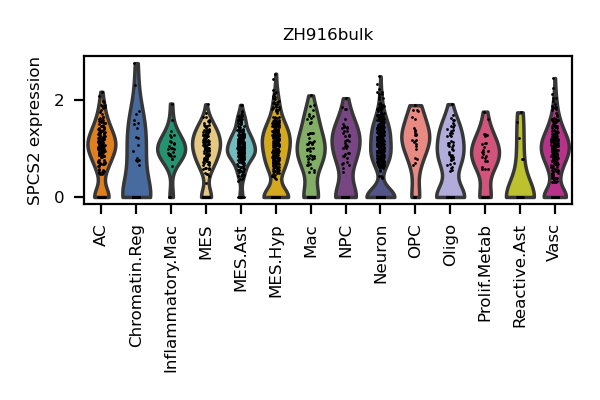 ZH916bulk
SPCS2 expression
2
0
AC
Chromatin.Reg
Inflammatory.Mac
MES
MES.Ast
MES.Hyp
Mac
NPC
Neuron
OPC
Oligo
Prolif.Metab
Reactive.Ast
Vasc